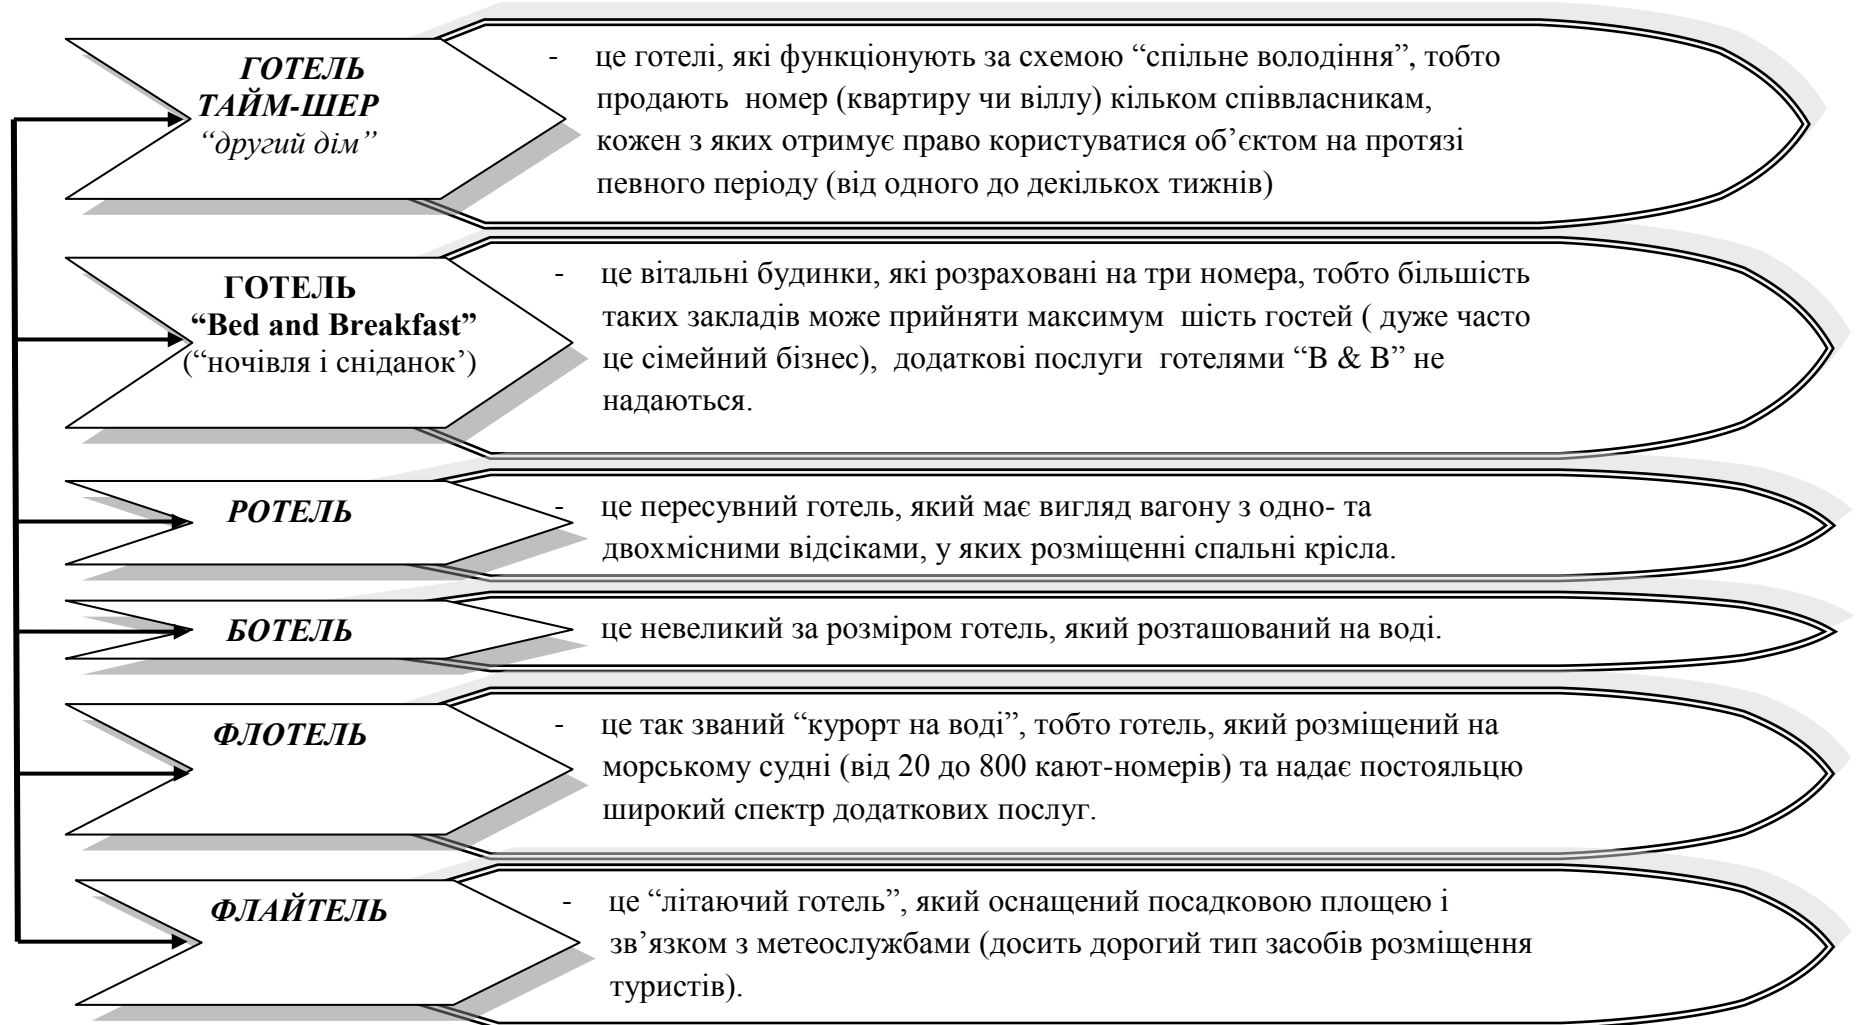 ГОТЕЛЬ
ТАЙМ-ШЕР
“другий дім”
- це готелі, які функціонують за схемою “спільне володіння”, тобто
продають номер (квартиру чи віллу) кільком співвласникам,
кожен з яких отримує право користуватися об’єктом на протязі
певного періоду (від одного до декількох тижнів)
ГОТЕЛЬ
“Bed and Breakfast”
(“ночівля і сніданок’)
- це вітальні будинки, які розраховані на три номера, тобто більшість
таких закладів може прийняти максимум шість гостей ( дуже часто
це сімейний бізнес), додаткові послуги готелями “B & B” не
надаються.
РОТЕЛЬ
- це пересувний готель, який має вигляд вагону з одно- та
двохмісними відсіками, у яких розміщенні спальні крісла.
БОТЕЛЬ
- це невеликий за розміром готель, який розташований на воді.
ФЛОТЕЛЬ
- це так званий “курорт на воді”, тобто готель, який розміщений на
морському судні (від 20 до 800 кают-номерів) та надає постояльцю
широкий спектр додаткових послуг.
ФЛАЙТЕЛЬ
- це “літаючий готель”, який оснащений посадковою площею і
зв’язком з метеослужбами (досить дорогий тип засобів розміщення
туристів).